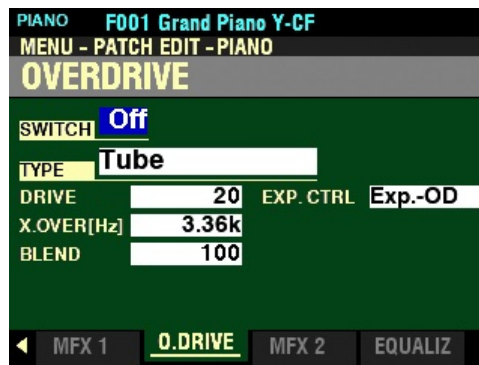 PIANO F001 Grand Piano Y-CF
MENU - PATCH EDIT - PIANO
OVERDRIVE
SWITCH Off
TYPE Tube
DRIVE 20 EXP. CTRL Exp.-OD
X.OVER[Hz] 3.36k
BLEND 100
MFX 1 O.DRIVE MFX 2 EQUALIZ